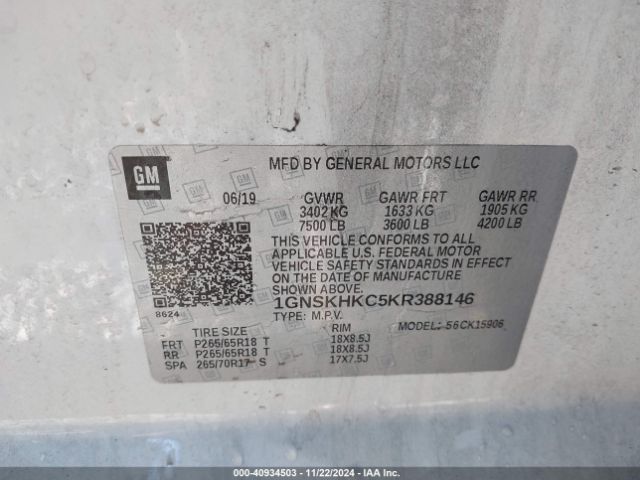 GM
MFD BY GENERAL MOTORS LLC
06/19 GVWR GAWR FRT GAWR RR
3402 KG 1633 KG 1905 KG
7500 LB 3600 LB 4200 LB
THIS VEHICLE CONFORMS TO ALL
APPLICABLE U.S. FEDERAL MOTOR
VEHICLE SAFETY STANDARDS IN EFFECT
ON THE DATE OF MANUFACTURE
SHOWN ABOVE.
1GNSKHKC5KR388146
8624
TYPE: M.P.V. MODEL: 56CK15906
TIRE SIZE RIM
FRT P265/65R18 T 18X8.5J
RR P265/65R18 T 18X8.5J
SPA 265/70R17 S 17X7.5J
000-40934503 - 11/22/2024 - IAA Inc.